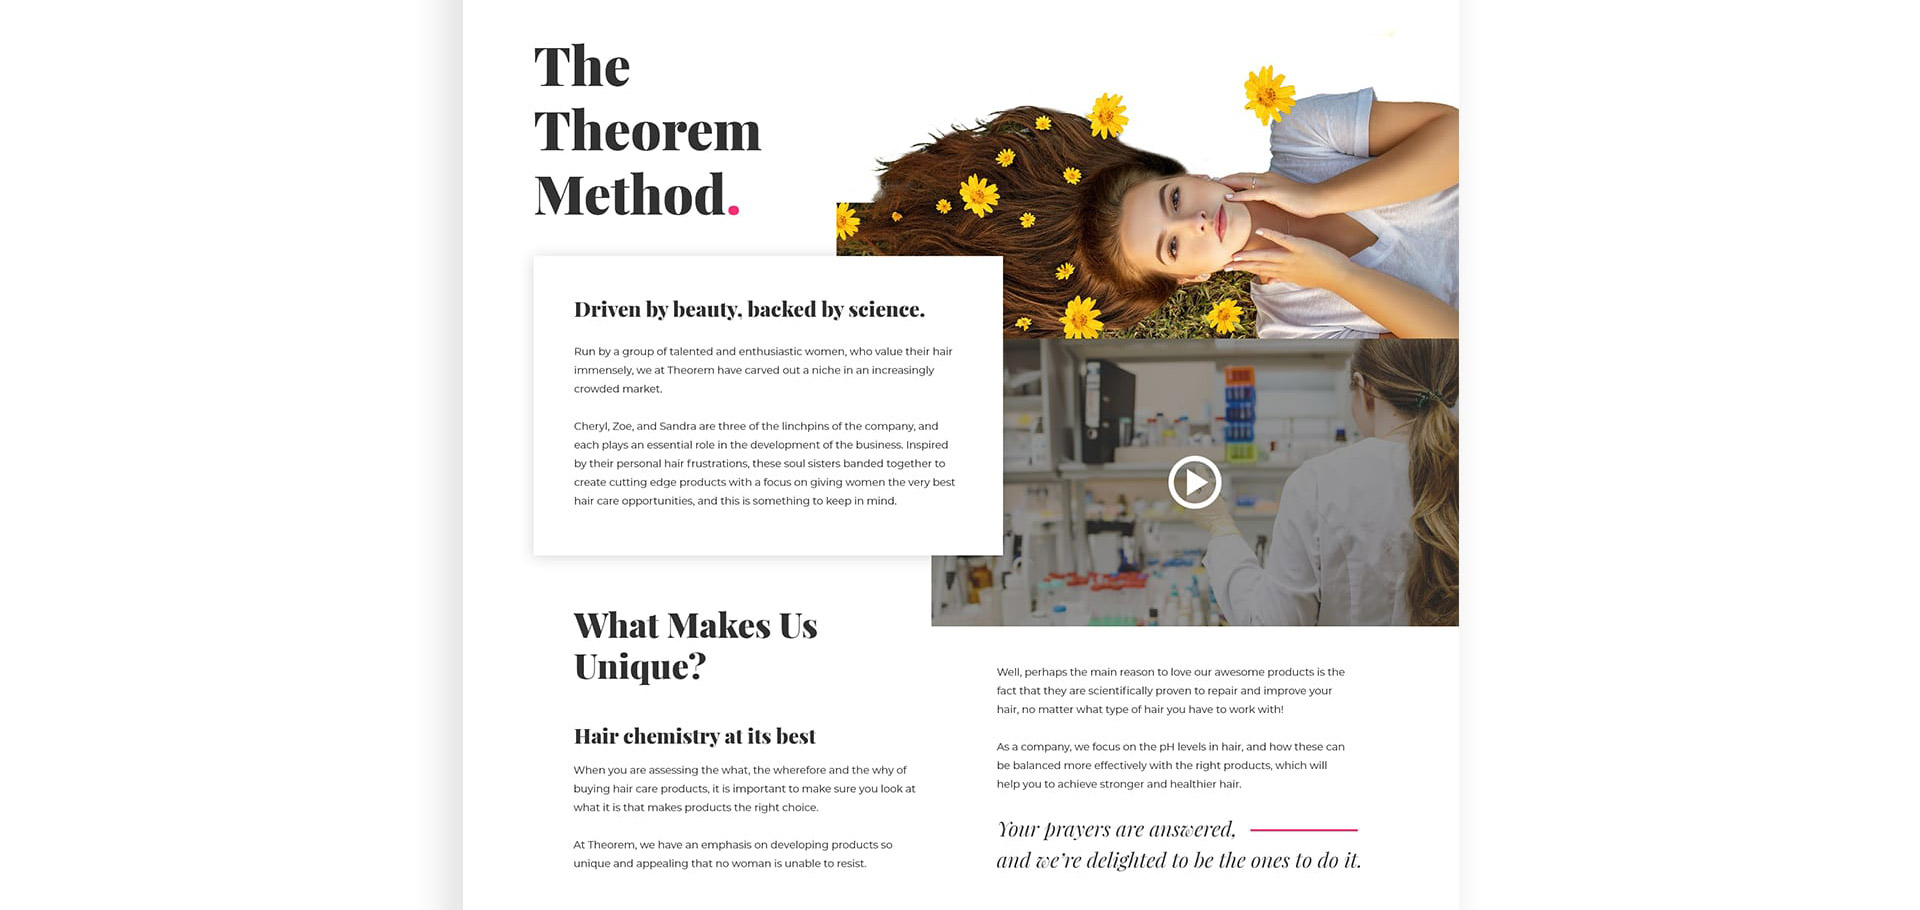 The
Theorem
Method.
Driven by beauty, backed by science.
Run by a group of talented and enthusiastic women, who value their hair
immensely, we at Theorem have carved out a niche in an increasingly
crowded market.
Cheryl, Zoe, and Sandra are three of the linchpins of the company, and
each plays an essential role in the development of the business. Inspired
by their personal hair frustrations, these soul sisters banded together to
create cutting edge products with a focus on giving women the very best
hair care opportunities, and this is something to keep in mind.
What Makes Us
Unique?
Hair chemistry at its best
When you are assessing the what, the wherefore and the why of
buying hair care products, it is important to make sure you look at
what it is that makes products the right choice.
At Theorem, we have an emphasis on developing products so
unique and appealing that no woman is unable to resist.
Well, perhaps the main reason to love our awesome products is the
fact that they are scientifically proven to repair and improve your
hair, no matter what type of hair you have to work with!
As a company, we focus on the pH levels in hair, and how these can
be balanced more effectively with the right products, which will
help you to achieve stronger and healthier hair.
Your prayers are answered,
and we're delighted to be the ones to do it.